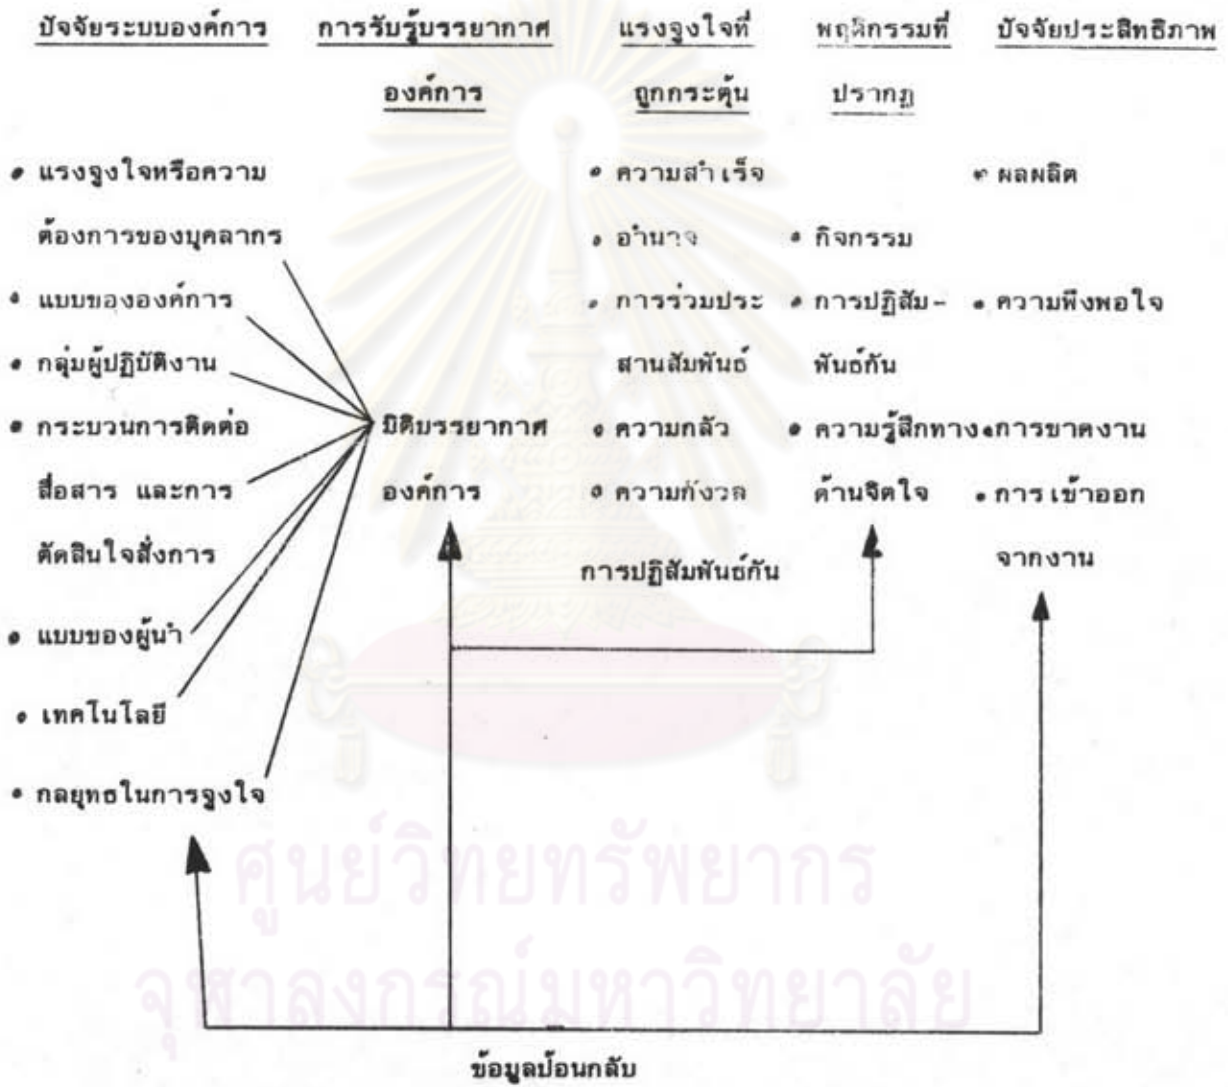 ปัจจัยระบบองค์การ การรับรู้บรรยากาศ แรงจูงใจที่ พฤติกรรมที่ ปัจจัยประสิทธิภาพ
องค์การ ถูกกระตุ้น ปรากฏ
• แรงจูงใจหรือความ • ความสำเร็จ • ผลผลิต
ต้องการของบุคลากร • อำนาจ • กิจกรรม
• แบบขององค์การ • การร่วมประ • การปฏิสัม- • ความพึงพอใจ
• กลุ่มผู้ปฏิบัติงาน สานสัมพันธ์ พันธ์กัน
• กระบวนการติดต่อ มิติบรรยากาศ • ความกลัว • ความรู้สึกทาง • การขาดงาน
สื่อสาร และการ องค์การ • ความกังวล ด้านจิตใจ • การเข้าออก
ตัดสินใจสั่งการ การปฏิสัมพันธ์กัน จากงาน
• แบบของผู้นำ
• เทคโนโลยี
• กลยุทธในการจูงใจ
ศูนย์วิทยทรัพยากร
จุฬาลงกรณ์มหาวิทยาลัย
ข้อมูลป้อนกลับ